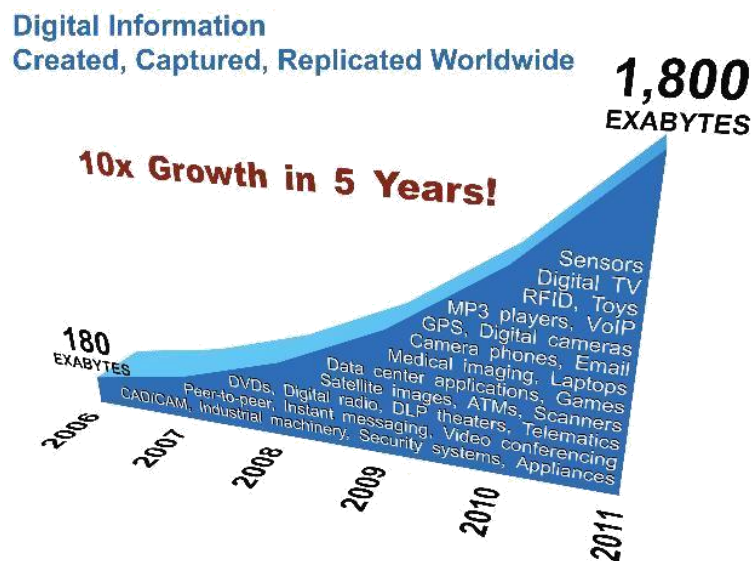 Digital Information
Created, Captured, Replicated Worldwide
1,800
EXABYTES
10x Growth in 5 Years!
180
EXABYTES
Sensors
Digital TV
RFID, Toys
MP3 players, VoIP
GPS, Digital cameras
Camera phones, Email
Medical imaging, Laptops
Data center applications, Games
Satellite images, ATMs, Scanners
DVDs, Digital radio, DLP theaters, Telematics
Peer-to-peer, Instant messaging, Video conferencing
CAD/CAM, Industrial machinery, Security systems, Appliances
2006
2007
2008
2009
2010
2011